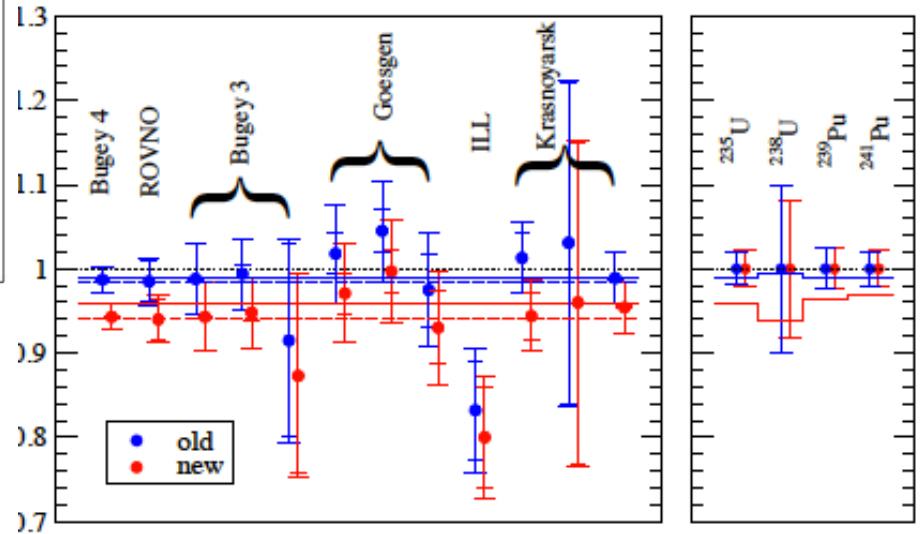 1.3
1.2
1.1
1
0.9
0.8
0.7
Bugey 4
ROVNO
Bugey 3
Goesgen
ILL
Krasnoyarsk
old
new
235U
238U
239Pu
241Pu